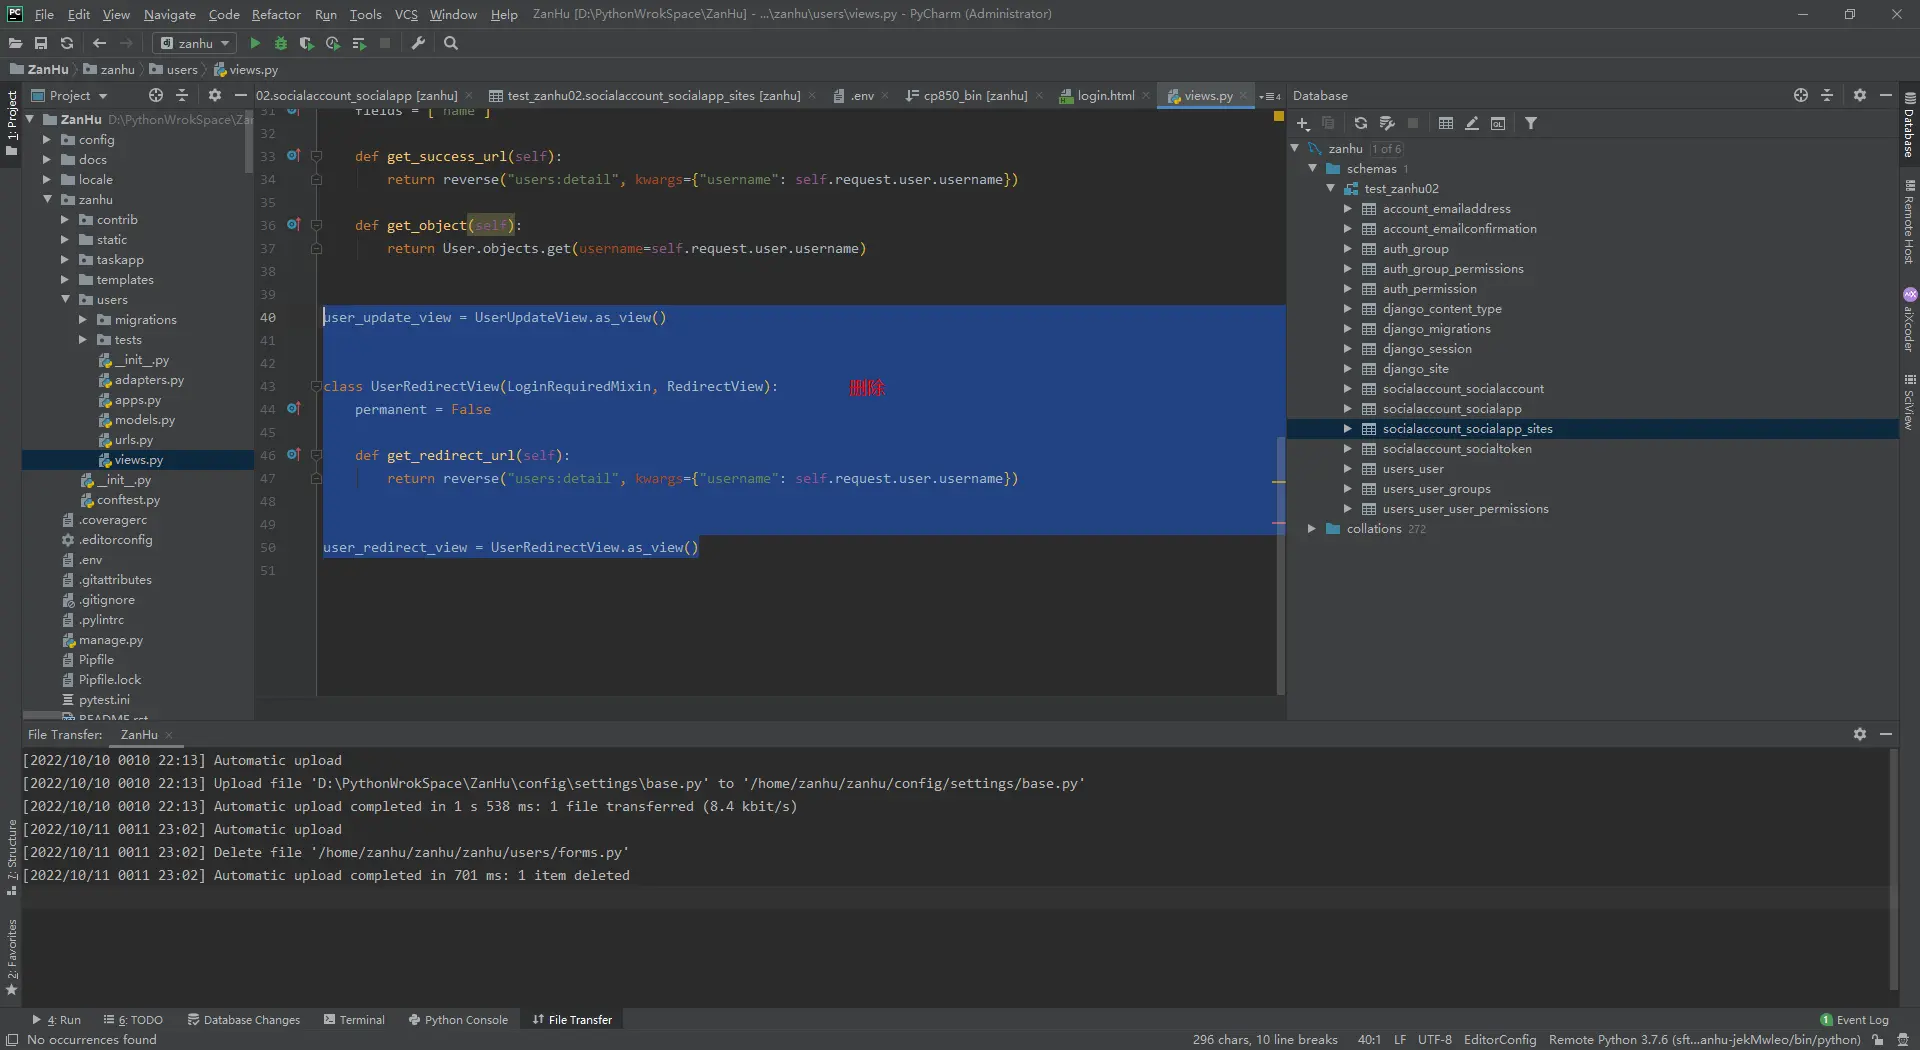 PC File Edit View Navigate Code Refactor Run Tools VCS Window Help ZanHu [D:\PythonWrokSpace\ZanHu] - ...\zanhu\users\views.py - PyCharm (Administrator)
zanhu
ZanHu zanhu users views.py
1: Project
Project
02.socialaccount_socialapp [zanhu] test_zanhu02.socialaccount_socialapp_sites [zanhu] .env cp850_bin [zanhu] login.html views.py 4
ZanHu D:\PythonWrokSpace\Za
config
docs
locale
zanhu
contrib
static
taskapp
templates
users
migrations
tests
__init__.py
adapters.py
apps.py
models.py
urls.py
views.py
__init__.py
conftest.py
.coveragerc
.editorconfig
.env
.gitattributes
.gitignore
.pylintrc
manage.py
Pipfile
Pipfile.lock
pytest.ini
README.rst
31 fields = ["name"]
32
33 def get_success_url(self):
34 return reverse("users:detail", kwargs={"username": self.request.user.username})
35
36 def get_object(self):
37 return User.objects.get(username=self.request.user.username)
38
39
40 user_update_view = UserUpdateView.as_view()
41
42
43 class UserRedirectView(LoginRequiredMixin, RedirectView): 删除
44 permanent = False
45
46 def get_redirect_url(self):
47 return reverse("users:detail", kwargs={"username": self.request.user.username})
48
49
50 user_redirect_view = UserRedirectView.as_view()
51
Database
QL
zanhu 1 of 6
schemas 1
test_zanhu02
account_emailaddress
account_emailconfirmation
auth_group
auth_group_permissions
auth_permission
django_content_type
django_migrations
django_session
django_site
socialaccount_socialaccount
socialaccount_socialapp
socialaccount_socialapp_sites
socialaccount_socialtoken
users_user
users_user_groups
users_user_user_permissions
collations 272
Database
Remote Host
aiXcoder
SciView
File Transfer: ZanHu
[2022/10/10 0010 22:13] Automatic upload
[2022/10/10 0010 22:13] Upload file 'D:\PythonWrokSpace\ZanHu\config\settings\base.py' to '/home/zanhu/zanhu/config/settings/base.py'
[2022/10/10 0010 22:13] Automatic upload completed in 1 s 538 ms: 1 file transferred (8.4 kbit/s)
[2022/10/11 0011 23:02] Automatic upload
[2022/10/11 0011 23:02] Delete file '/home/zanhu/zanhu/zanhu/users/forms.py'
[2022/10/11 0011 23:02] Automatic upload completed in 701 ms: 1 item deleted
7: Structure
2: Favorites
4: Run 6: TODO Database Changes Terminal Python Console File Transfer 1 Event Log
No occurrences found 296 chars, 10 line breaks 40:1 LF UTF-8 EditorConfig Remote Python 3.7.6 (sft...anhu-jekMwleo/bin/python)